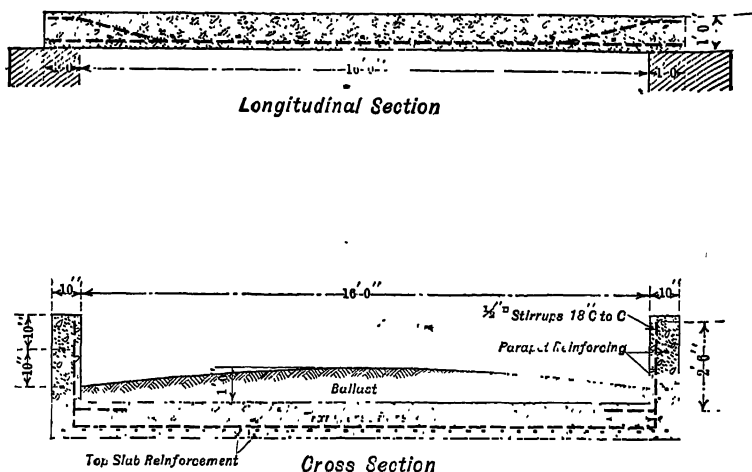 1'-0"
Longitudinal Section
10"
16'-0"
10"
½"□ Stirrups 18" C to C
10"
Parapet Reinforcing
10"
2'-0"
Ballast
Top Slab Reinforcement
Cross Section